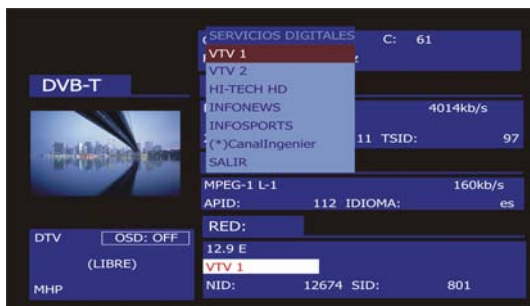 SERVICIOS DIGITALES
C: 61
VTV 1
VTV 2
DVB-T
HI-TECH HD
INFONEWS
4014kb/s
INFOSPORTS
(*)CanalIngenier
11 TSID: 97
SALIR
MPEG-1 L-1 160kb/s
APID: 112 IDIOMA: es
RED:
DTV OSD: OFF
12.9 E
(LIBRE)
VTV 1
MHP
NID: 12674 SID: 801